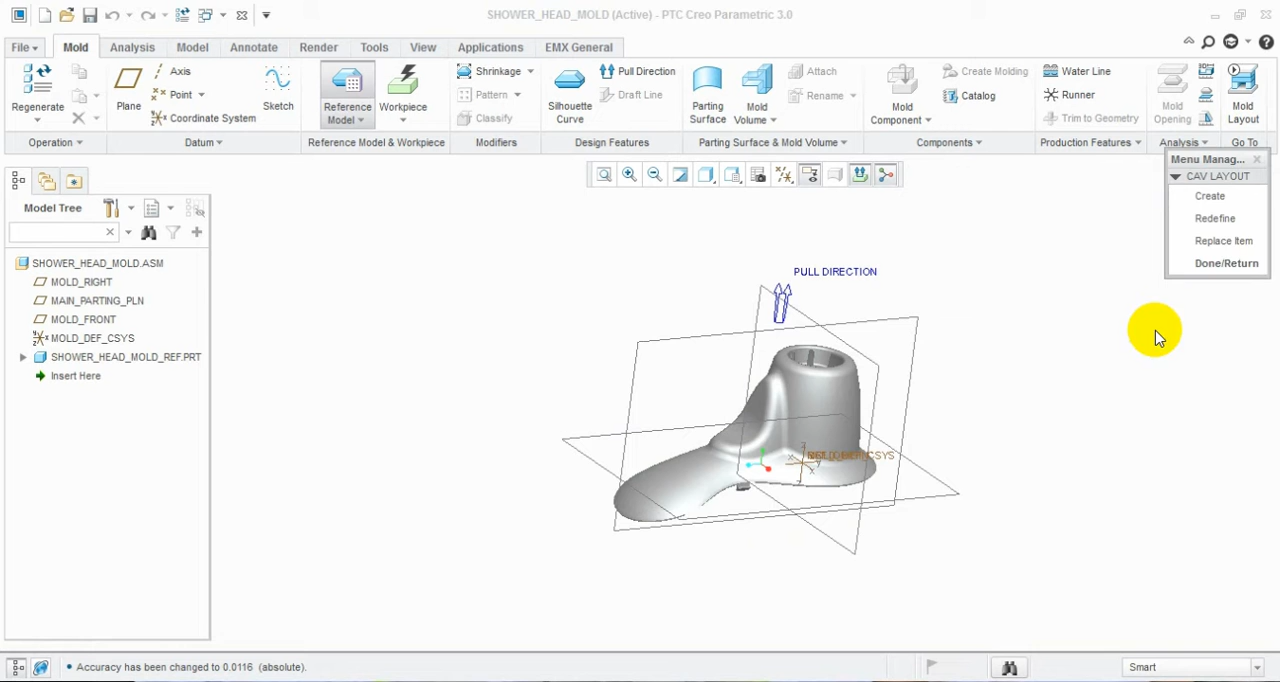 SHOWER_HEAD_MOLD (Active) - PTC Creo Parametric 3.0
File Mold Analysis Model Annotate Render Tools View Applications EMX General
Regenerate
Plane
Axis
Point
Coordinate System
Sketch
Reference Model
Workpiece
Shrinkage
Pattern
Classify
Silhouette Curve
Pull Direction
Draft Line
Parting Surface
Mold Volume
Attach
Rename
Mold Component
Create Molding
Catalog
Water Line
Runner
Trim to Geometry
Mold Opening
Mold Layout
Operation Datum Reference Model & Workpiece Modifiers Design Features Parting Surface & Mold Volume Components Production Features Analysis Go To
Menu Manag...
CAV LAYOUT
Create
Redefine
Replace Item
Done/Return
Model Tree
SHOWER_HEAD_MOLD.ASM
MOLD_RIGHT
MAIN_PARTING_PLN
MOLD_FRONT
MOLD_DEF_CSYS
SHOWER_HEAD_MOLD_REF.PRT
Insert Here
PULL DIRECTION
Accuracy has been changed to 0.0116 (absolute).
Smart